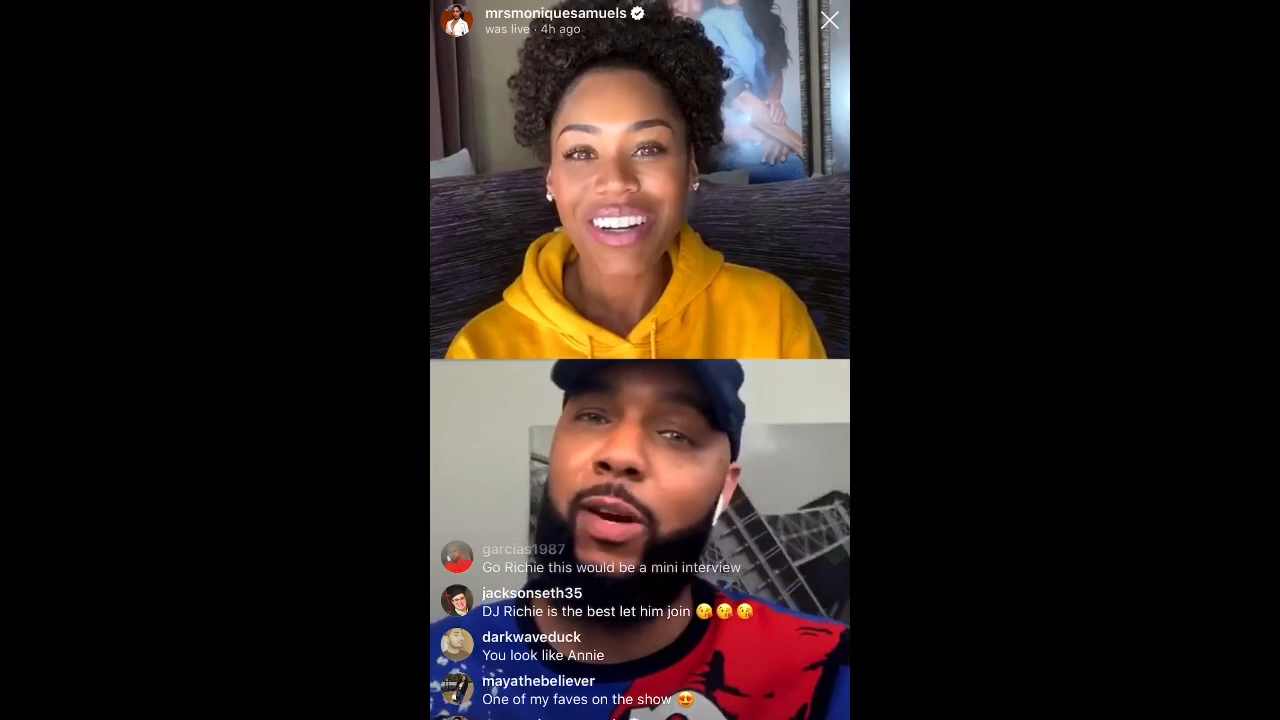 mrsmoniquesamuels
was live · 4h ago
garcias1987
Go Richie this would be a mini interview
jacksonseth35
DJ Richie is the best let him join 😘😘😘
darkwaveduck
You look like Annie
mayathebeliever
One of my faves on the show 😍